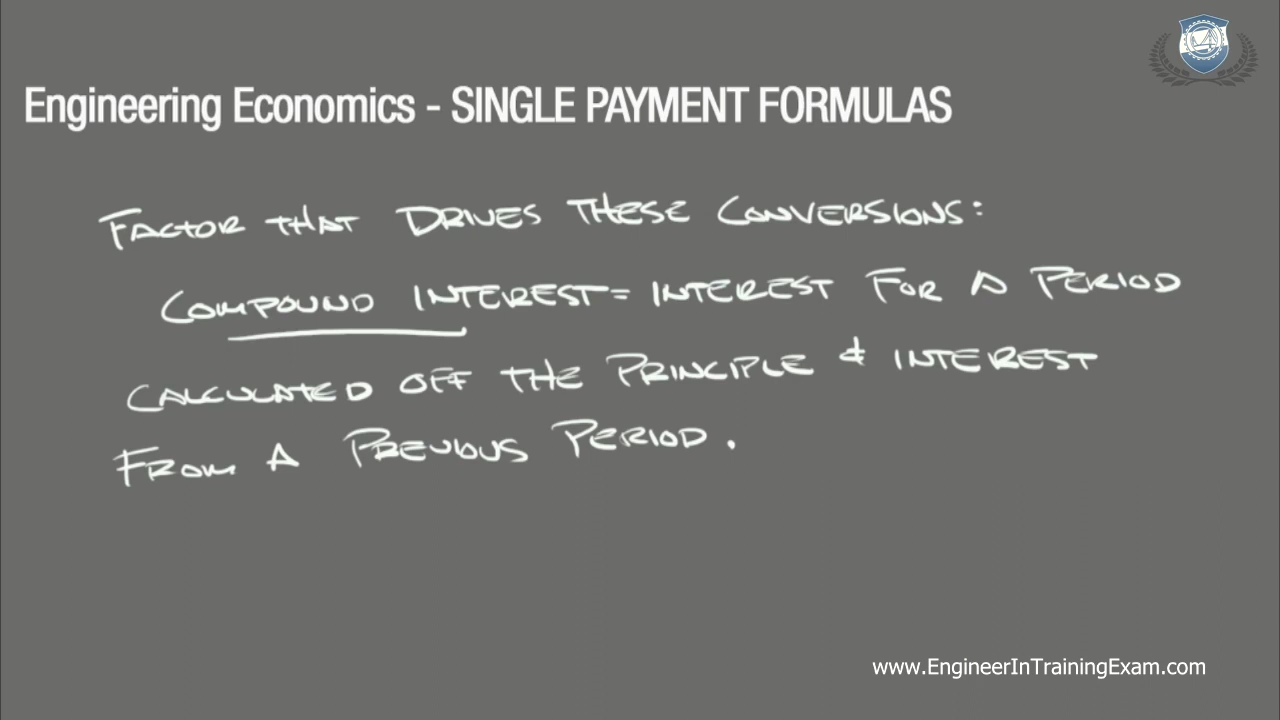 Engineering Economics - SINGLE PAYMENT FORMULAS
FACTOR THAT DRIVES THESE CONVERSIONS:
COMPOUND INTEREST = INTEREST FOR A PERIOD
CALCULATED OFF THE PRINCIPLE & INTEREST
FROM A PREVIOUS PERIOD.
www.EngineerInTrainingExam.com